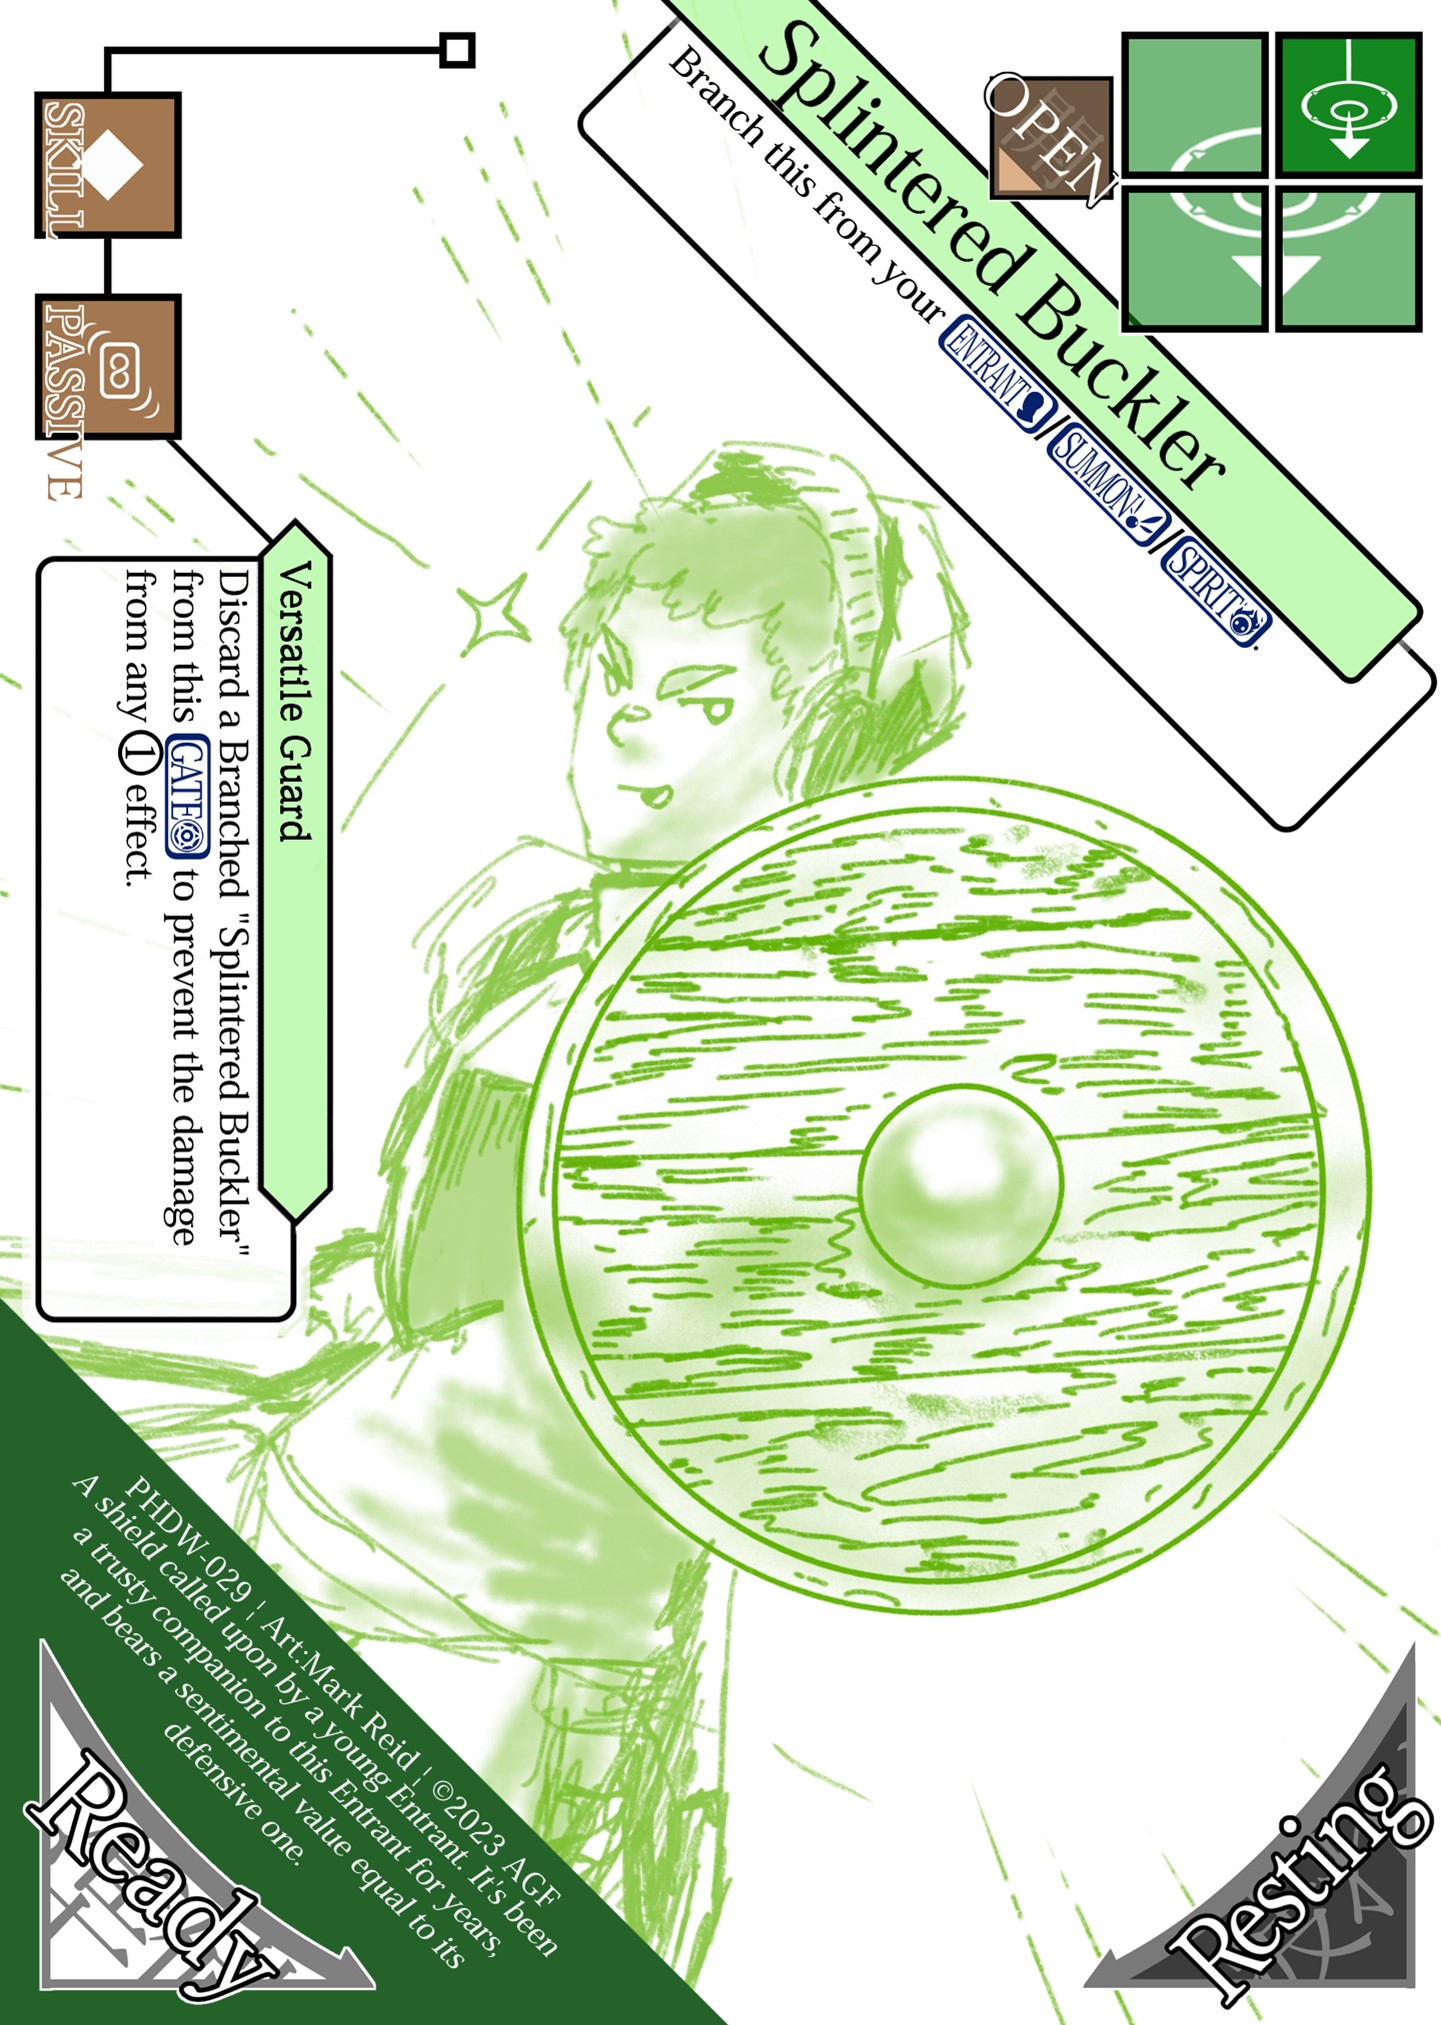 Splintered Buckler
Branch this from your ENTRANT/SUMMON/SPIRIT.
OPEN
SKILL
PASSIVE
Versatile Guard
Discard a Branched "Splintered Buckler"
from this GATE to prevent the damage
from any 1 effect.
PHDW-029 ¦ Art:Mark Reid ¦ ©2023 AGF
A shield called upon by a young Entrant. It's been
a trusty companion to this Entrant for years,
and bears a sentimental value equal to its
defensive one.
Ready
Resting